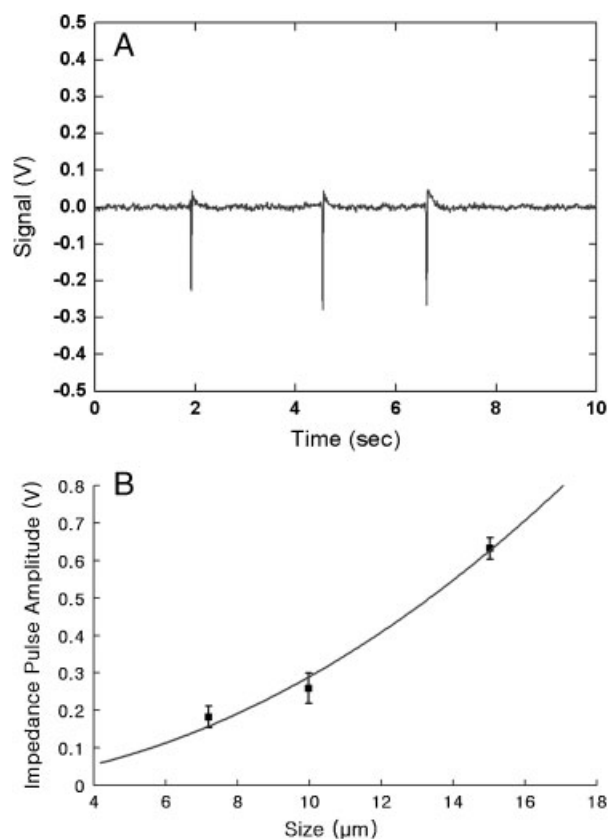 A
0.5
0.4
0.3
0.2
0.1
0.0
-0.1
-0.2
-0.3
-0.4
-0.5
Signal (V)
0 2 4 6 8 10
Time (sec)
B
0.8
0.7
0.6
0.5
0.4
0.3
0.2
0.1
0
Impedance Pulse Amplitude (V)
4 6 8 10 12 14 16 18
Size (μm)